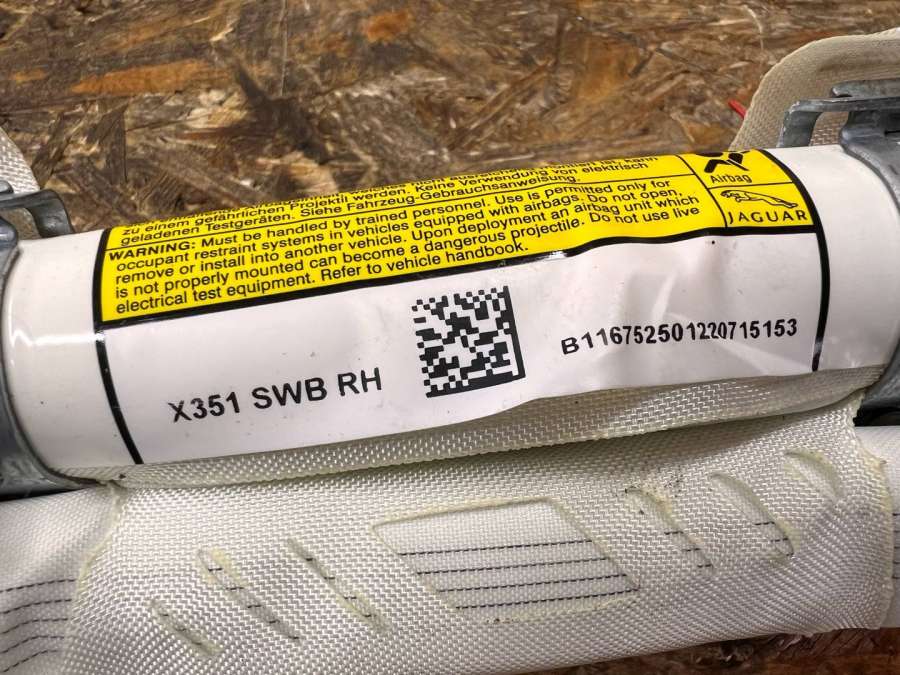 Ausrichtung von elektrisch
zu einem gefährlichen Projektil werden. Keine Verwendung
geladenen Testgeräten. Siehe Fahrzeug-Gebrauchsanweisung.
WARNING: Must be handled by trained personnel. Use is permitted only for
occupant restraint systems in vehicles equipped with airbags. Do not open,
remove or install into another vehicle. Upon deployment an airbag unit which
is not properly mounted can become a dangerous projectile. Do not use live
electrical test equipment. Refer to vehicle handbook.
Airbag
JAGUAR
X351 SWB RH
B116752501220715153